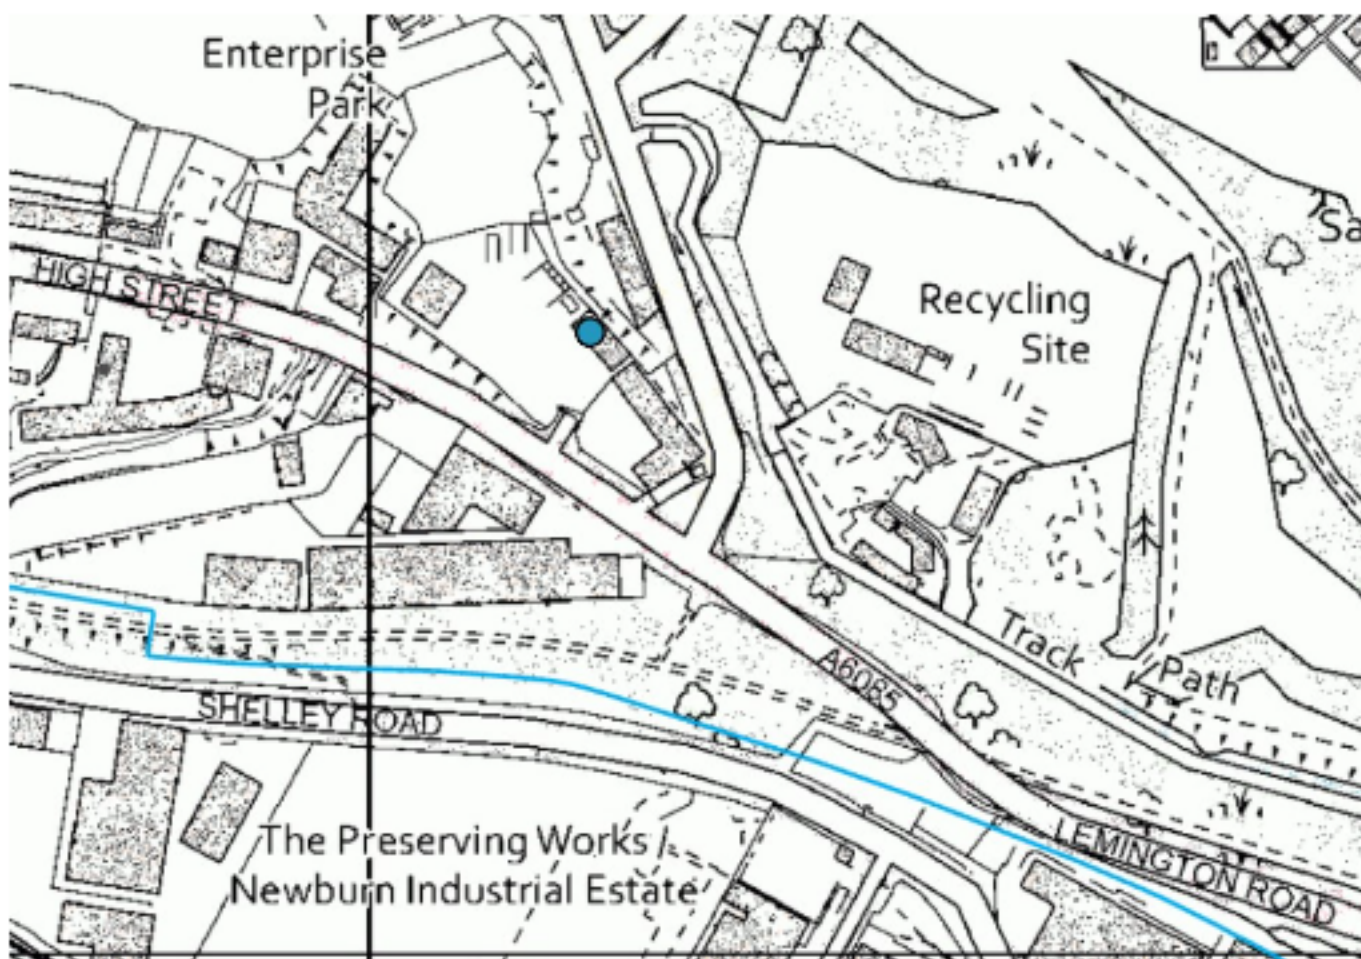 Enterprise
Park
Sa
HIGH STREET
Recycling
Site
Track
Path
A6085
SHELLEY ROAD
The Preserving Works /
Newburn Industrial Estate
LEMINGTON ROAD